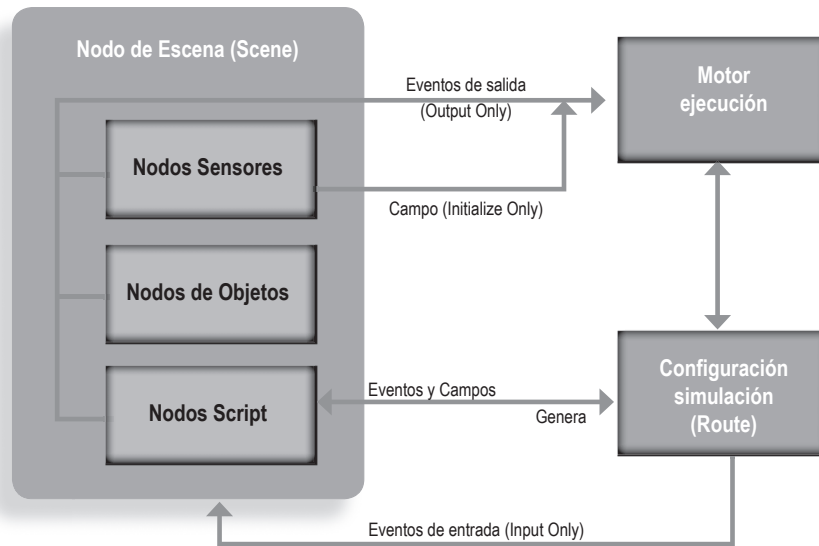 Nodo de Escena (Scene)
Eventos de salida
(Output Only)
Motor
ejecución
Nodos Sensores
Campo (Initialize Only)
Nodos de Objetos
Nodos Script
Eventos y Campos
Genera
Configuración
simulación
(Route)
Eventos de entrada (Input Only)